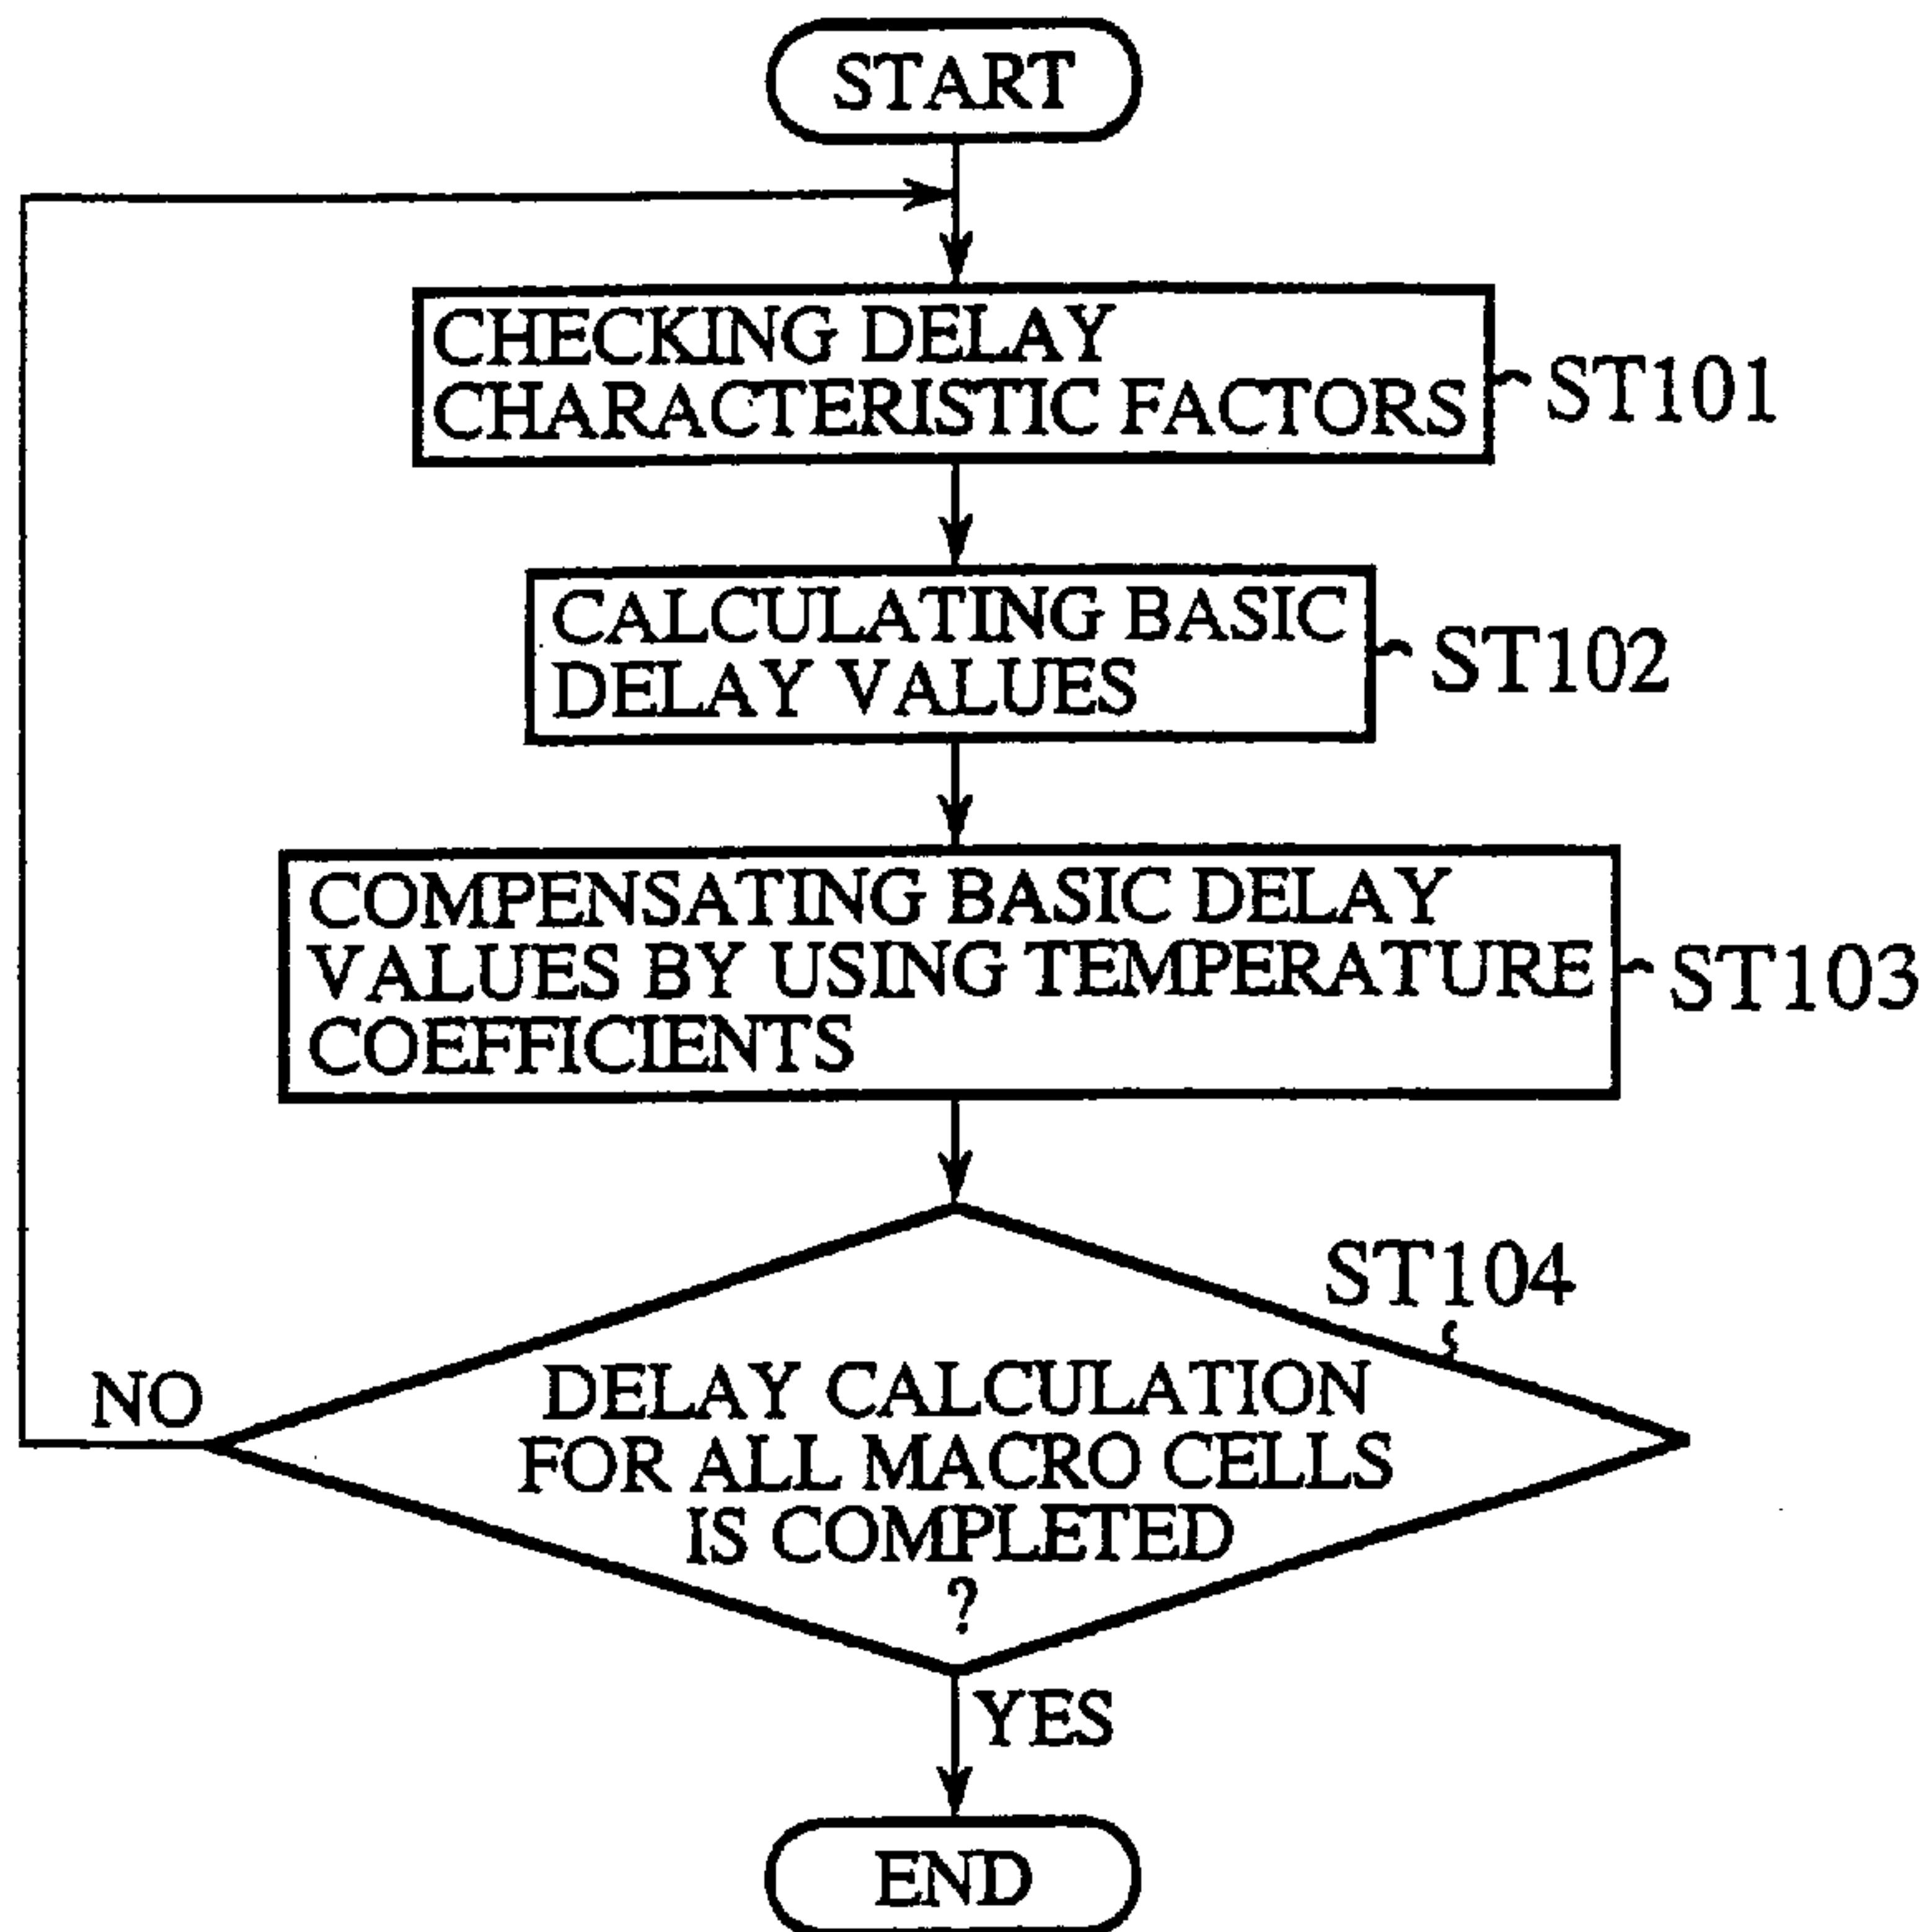 START
CHECKING DELAY
CHARACTERISTIC FACTORS
ST101
CALCULATING BASIC
DELAY VALUES
ST102
COMPENSATING BASIC DELAY
VALUES BY USING TEMPERATURE
COEFFICIENTS
ST103
ST104
DELAY CALCULATION
FOR ALL MACRO CELLS
IS COMPLETED
?
NO
YES
END